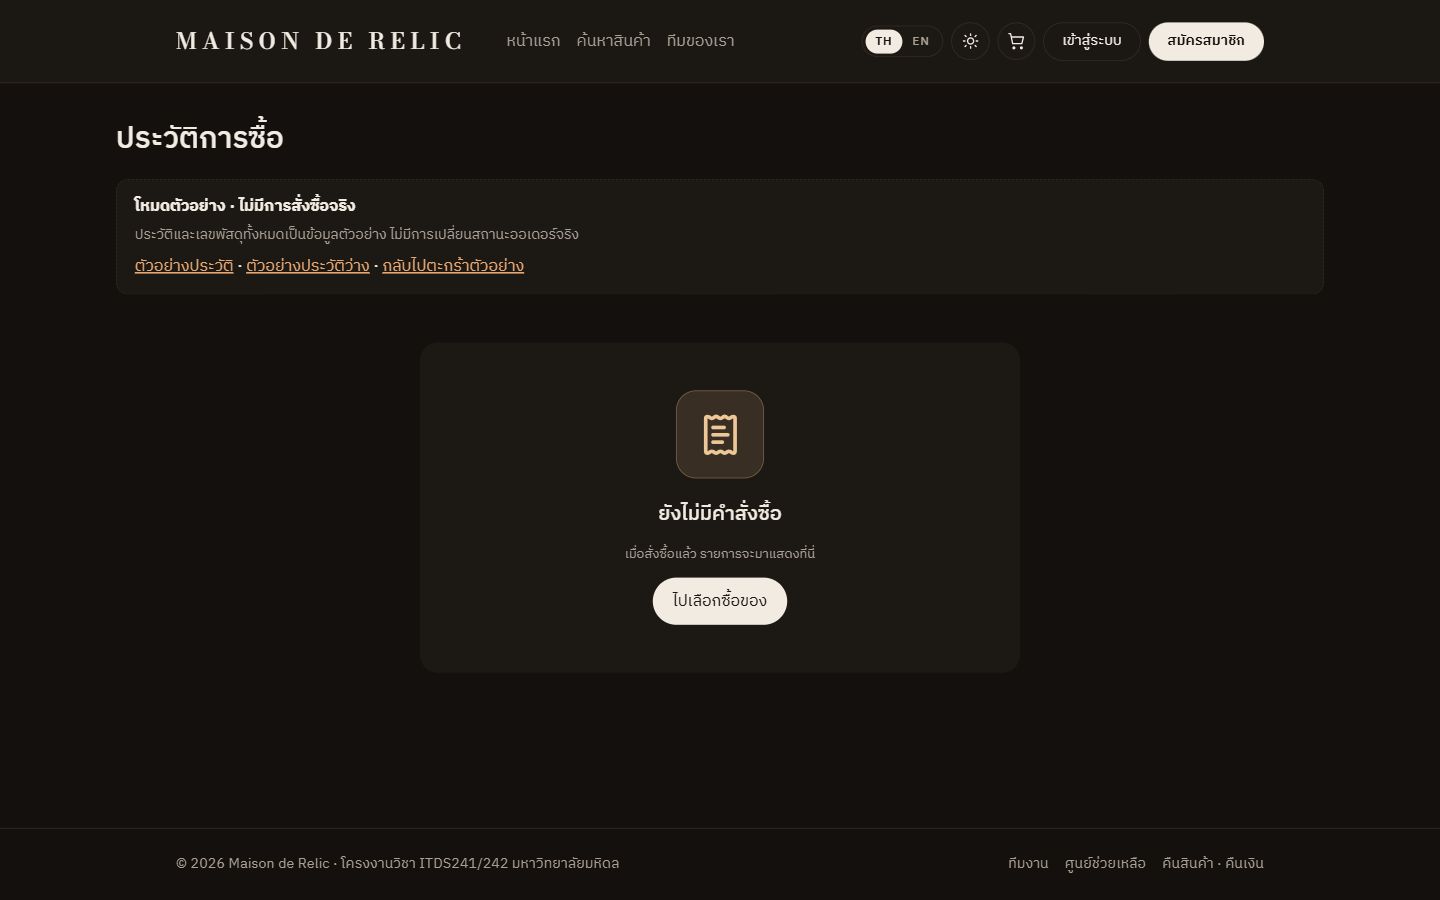 MAISON DE RELIC
หน้าแรก ค้นหาสินค้า ทีมของเรา
TH EN
เข้าสู่ระบบ
สมัครสมาชิก
ประวัติการซื้อ
โหมดตัวอย่าง · ไม่มีการสั่งซื้อจริง
ประวัติและเลขพัสดุทั้งหมดเป็นข้อมูลตัวอย่าง ไม่มีการเปลี่ยนสถานะออเดอร์จริง
ตัวอย่างประวัติ · ตัวอย่างประวัติว่าง · กลับไปตะกร้าตัวอย่าง
ยังไม่มีคำสั่งซื้อ
เมื่อสั่งซื้อแล้ว รายการจะมาแสดงที่นี่
ไปเลือกซื้อของ
© 2026 Maison de Relic · โครงงานวิชา ITDS241/242 มหาวิทยาลัยมหิดล
ทีมงาน ศูนย์ช่วยเหลือ คืนสินค้า · คืนเงิน